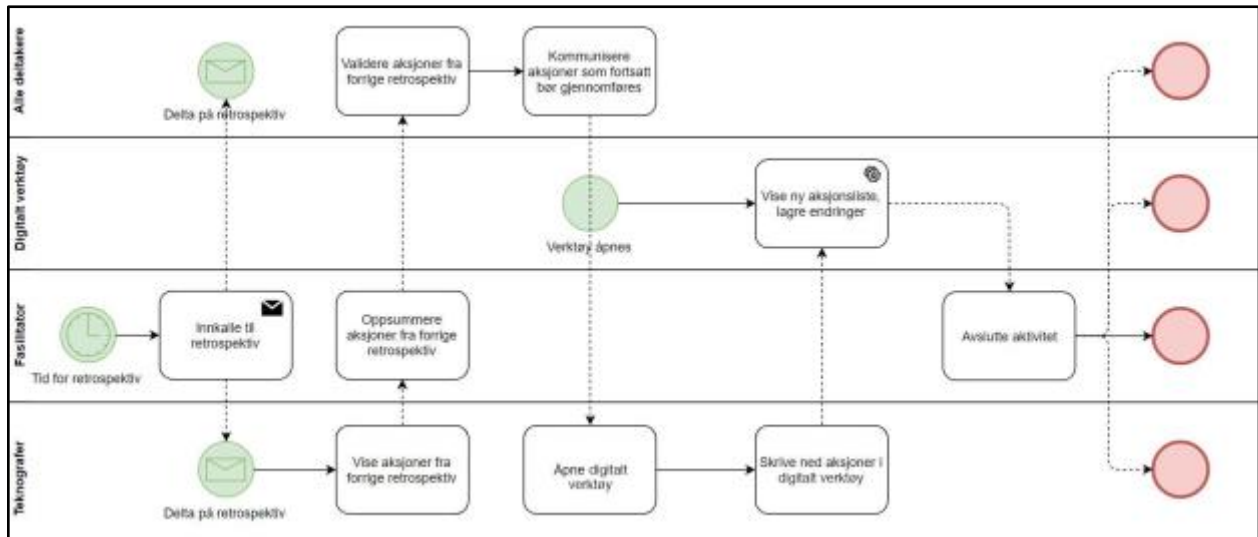 Alle deltakere
Delta på retrospektiv
Validere aksjoner fra
forrige retrospektiv
Kommunisere
aksjoner som fortsatt
bør gjennomføres
Digitalt verktøy
Verktøy åpnes
Vise ny aksjonsliste,
lagre endringer
Fasilitator
Tid for retrospektiv
Innkalle til
retrospektiv
Oppsummere
aksjoner fra forrige
retrospektiv
Avslutte aktivitet
Teknografer
Delta på retrospektiv
Vise aksjoner fra
forrige retrospektiv
Åpne digitalt
verktøy
Skrive ned aksjoner i
digitalt verktøy